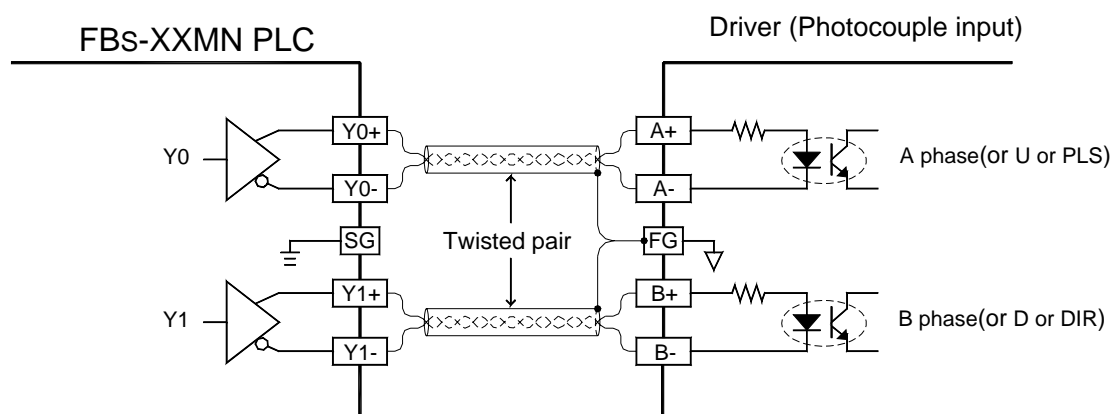 FBs-XXMN PLC
Driver (Photocouple input)
Y0
Y0+
Y0-
A+
A-
A phase(or U or PLS)
SG
Twisted pair
FG
Y1
Y1+
Y1-
B+
B-
B phase(or D or DIR)